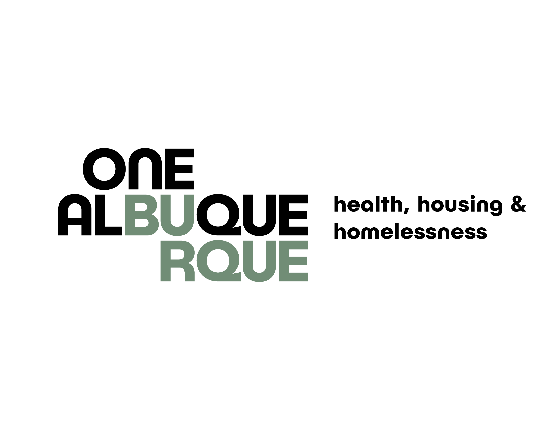 ONE
ALBUQUE
RQUE
health, housing &
homelessness